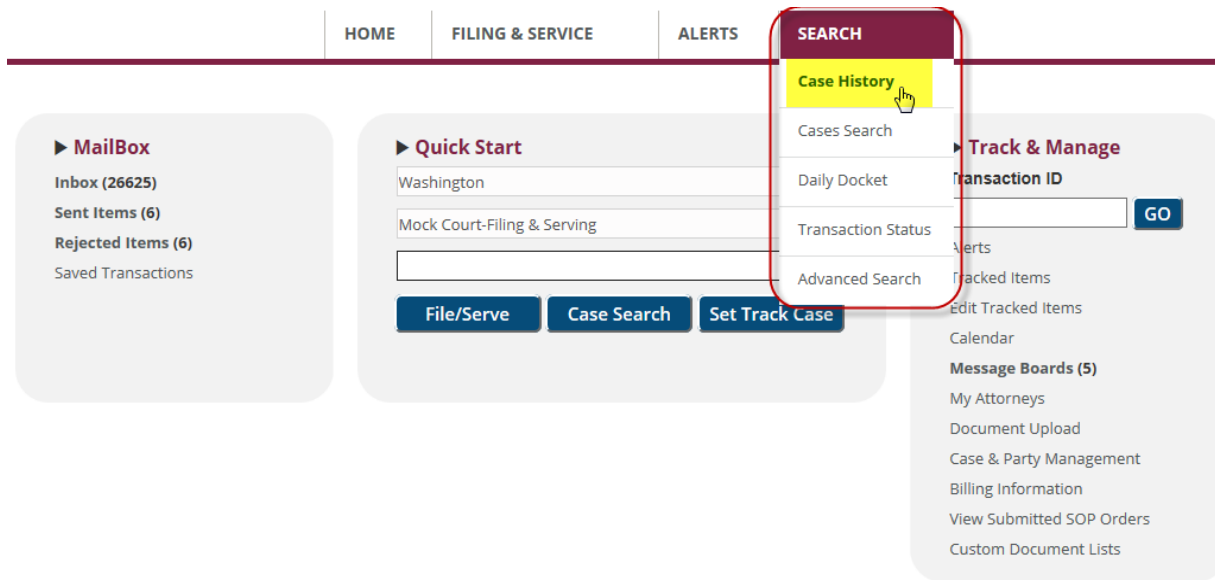 HOME
FILING & SERVICE
ALERTS
SEARCH
Case History
Cases Search
Daily Docket
Transaction Status
Advanced Search
MailBox
Inbox (26625)
Sent Items (6)
Rejected Items (6)
Saved Transactions
Quick Start
Washington
Mock Court-Filing & Serving
File/Serve
Case Search
Set Track Case
Track & Manage
Transaction ID
GO
Alerts
Tracked Items
Edit Tracked Items
Calendar
Message Boards (5)
My Attorneys
Document Upload
Case & Party Management
Billing Information
View Submitted SOP Orders
Custom Document Lists